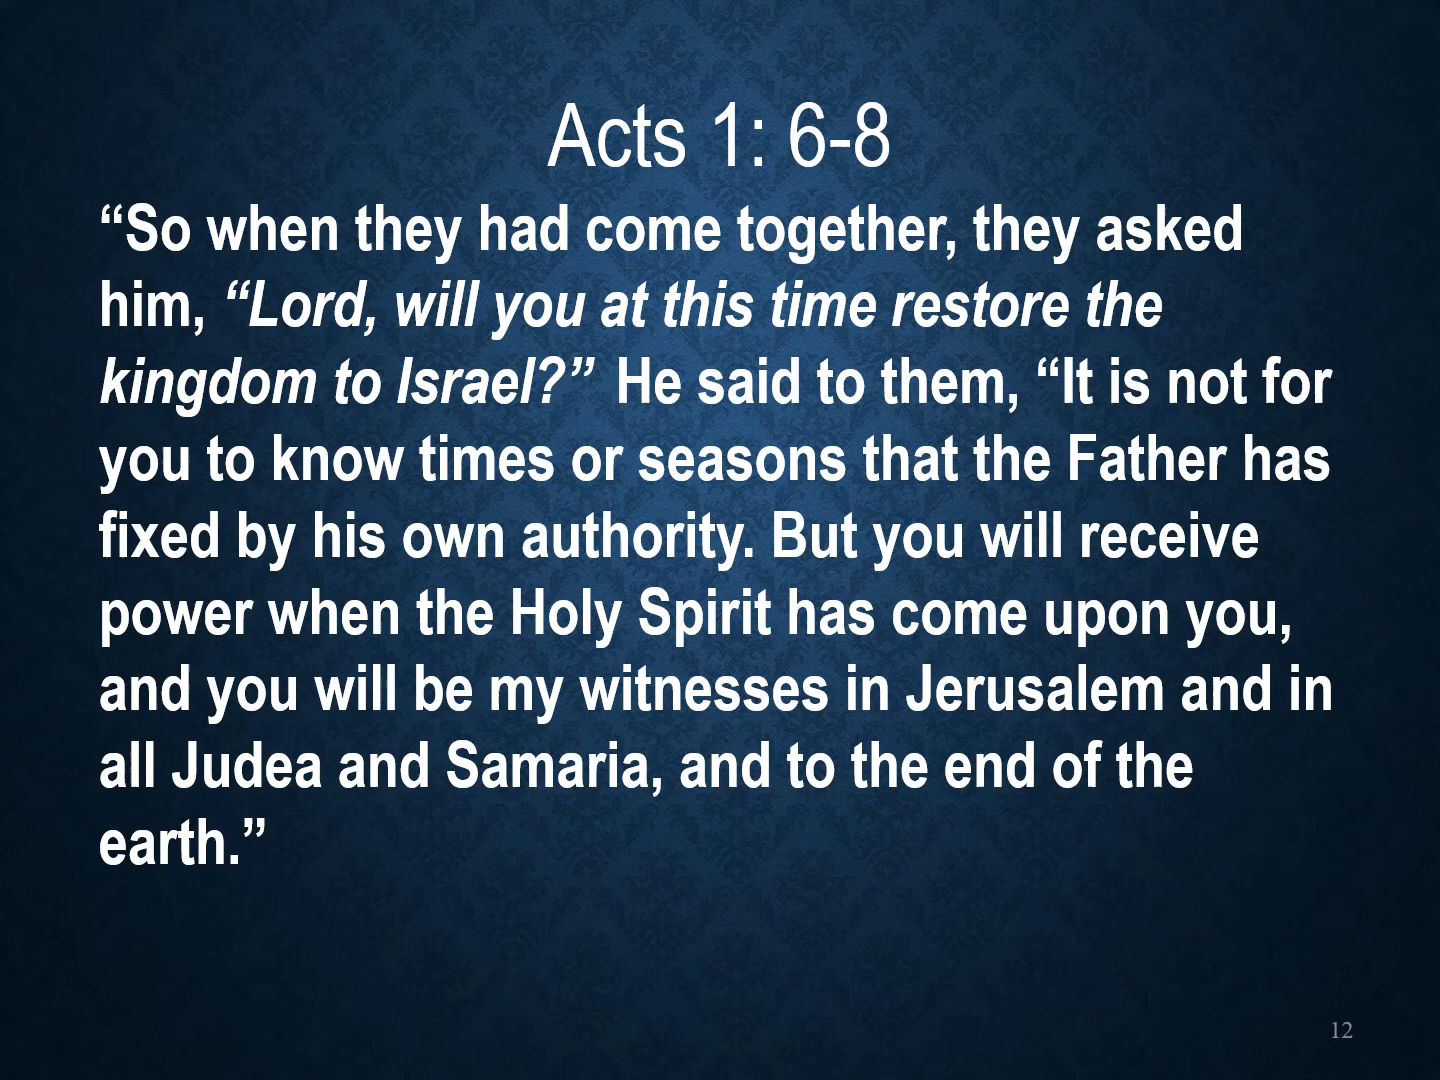 Acts 1: 6-8
“So when they had come together, they asked
him, “Lord, will you at this time restore the
kingdom to Israel?” He said to them, “It is not for
you to know times or seasons that the Father has
fixed by his own authority. But you will receive
power when the Holy Spirit has come upon you,
and you will be my witnesses in Jerusalem and in
all Judea and Samaria, and to the end of the
earth.”
12